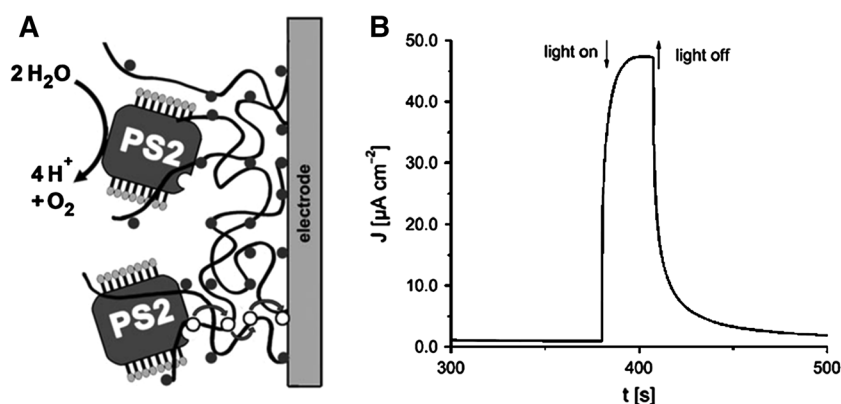 A
2 H₂O
PS2
4 H⁺
+ O₂
electrode
PS2
B
50.0
40.0
30.0
20.0
10.0
0.0
J [µA cm⁻²]
light on
light off
300
400
500
t [s]